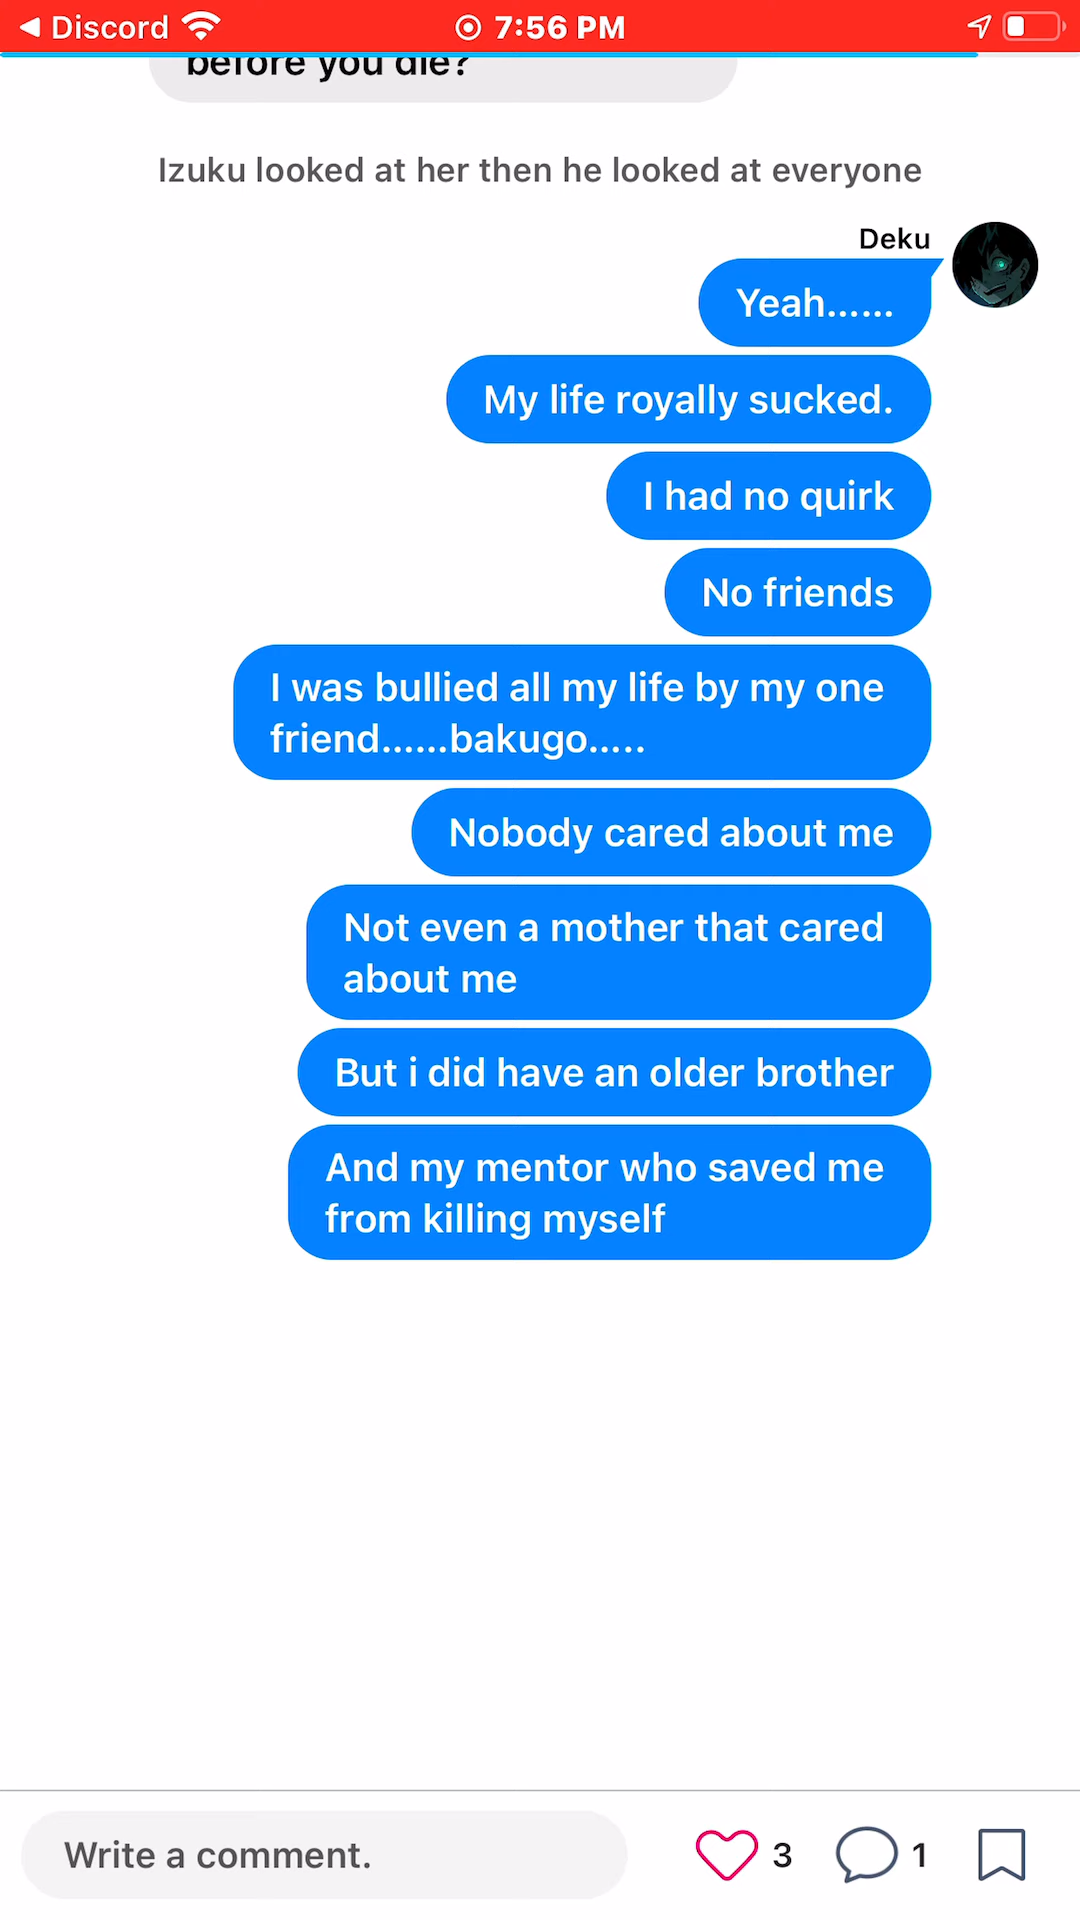 Discord
7:56 PM
before you die?
Izuku looked at her then he looked at everyone
Deku
Yeah......
My life royally sucked.
I had no quirk
No friends
I was bullied all my life by my one
friend......bakugo.....
Nobody cared about me
Not even a mother that cared
about me
But i did have an older brother
And my mentor who saved me
from killing myself
Write a comment.
3
1